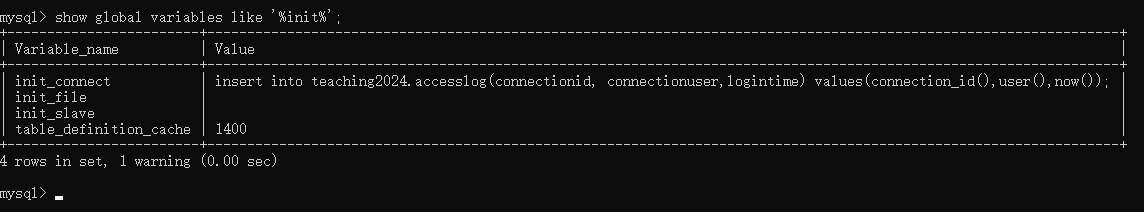 mysql> show global variables like '%init%';
+------------------------+--------------------------------------------------------------------------------------------------------------------+
| Variable_name | Value |
+------------------------+--------------------------------------------------------------------------------------------------------------------+
| init_connect | insert into teaching2024.accesslog(connectionid, connectionuser,logintime) values(connection_id(),user(),now()); |
| init_file | |
| init_slave | |
| table_definition_cache | 1400 |
+------------------------+--------------------------------------------------------------------------------------------------------------------+
4 rows in set, 1 warning (0.00 sec)
mysql>